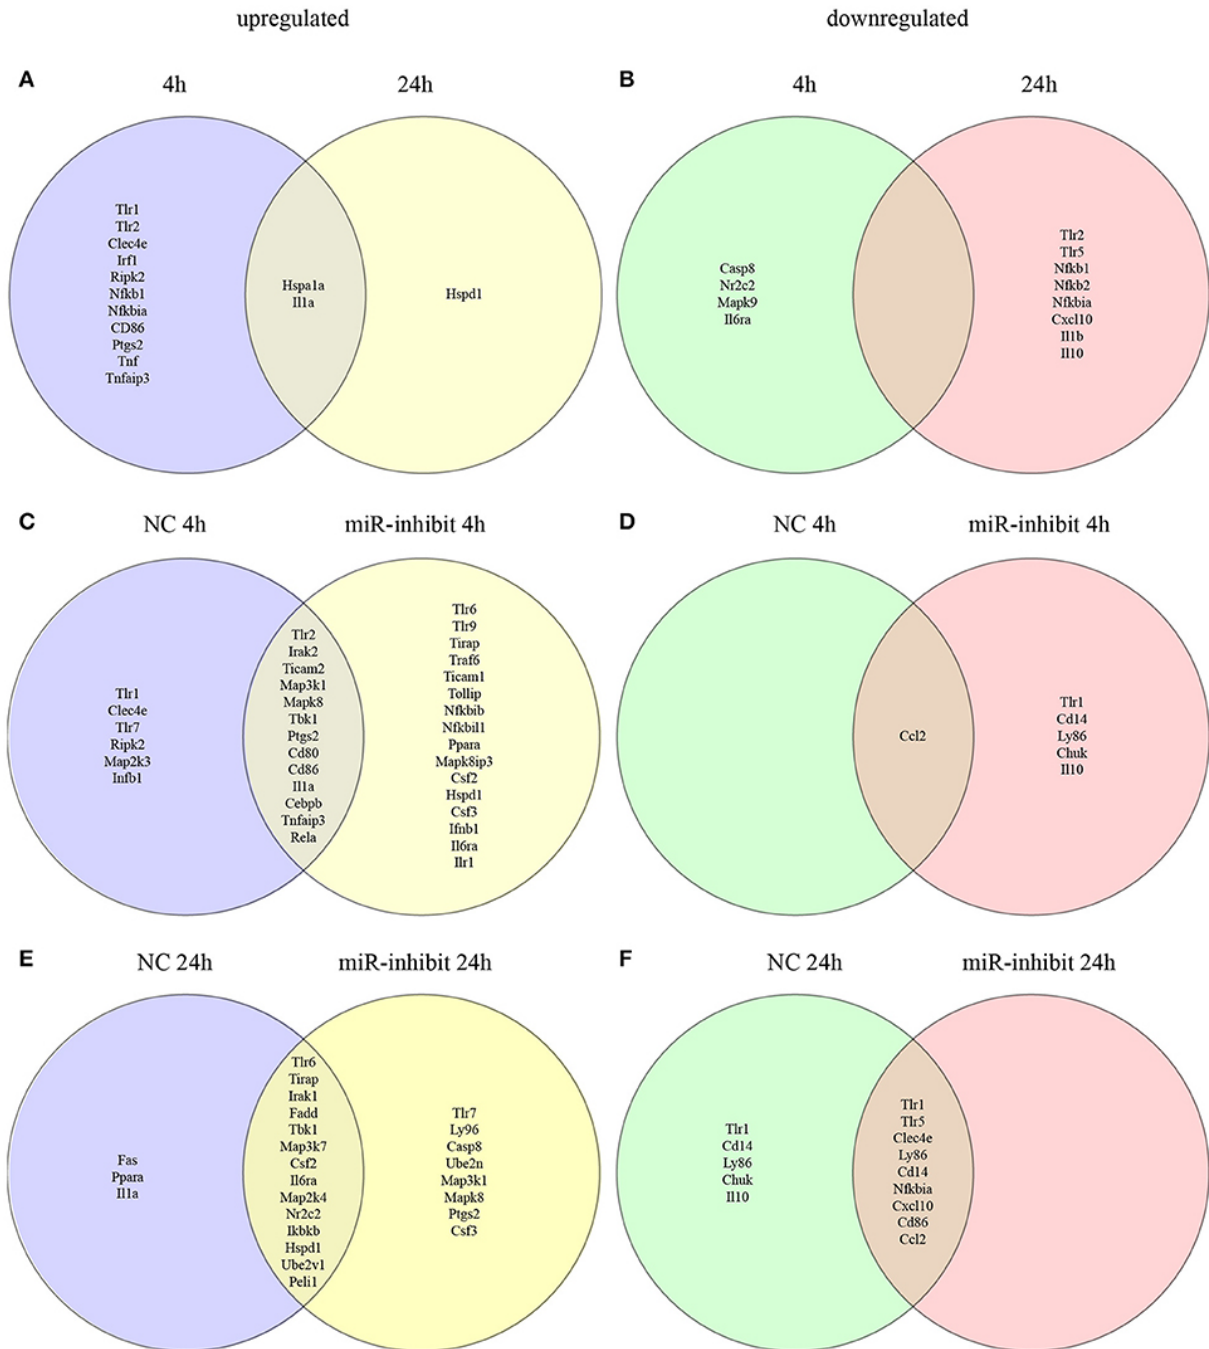 upregulated
downregulated
A
4h
24h
Tlr1
Tlr2
Clec4e
Irf1
Ripk2
Nfkb1
Nfkbia
CD86
Ptgs2
Tnf
Tnfaip3
Hspa1a
Il1a
Hspd1
B
4h
24h
Casp8
Nr2c2
Mapk9
Il6ra
Tlr2
Tlr5
Nfkb1
Nfkb2
Nfkbia
Cxcl10
Il1b
Il10
C
NC 4h
miR-inhibit 4h
Tlr1
Clec4e
Tlr7
Ripk2
Map2k3
Infb1
Tlr2
Irak2
Ticam2
Map3k1
Mapk8
Tbk1
Ptgs2
Cd80
Cd86
Il1a
Cebpb
Tnfaip3
Rela
Tlr6
Tlr9
Tirap
Traf6
Ticam1
Tollip
Nfkbib
Nfkbil1
Ppara
Mapk8ip3
Csf2
Hspd1
Csf3
Ifnb1
Il6ra
Ilr1
D
NC 4h
miR-inhibit 4h
Ccl2
Tlr1
Cd14
Ly86
Chuk
Il10
E
NC 24h
miR-inhibit 24h
Fas
Ppara
Il1a
Tlr6
Tirap
Irak1
Fadd
Tbk1
Map3k7
Csf2
Il6ra
Map2k4
Nr2c2
Ikbkb
Hspd1
Ube2v1
Peli1
Tlr7
Ly96
Casp8
Ube2n
Map3k1
Mapk8
Ptgs2
Csf3
F
NC 24h
miR-inhibit 24h
Tlr1
Cd14
Ly86
Chuk
Il10
Tlr1
Tlr5
Clec4e
Ly86
Cd14
Nfkbia
Cxcl10
Cd86
Ccl2